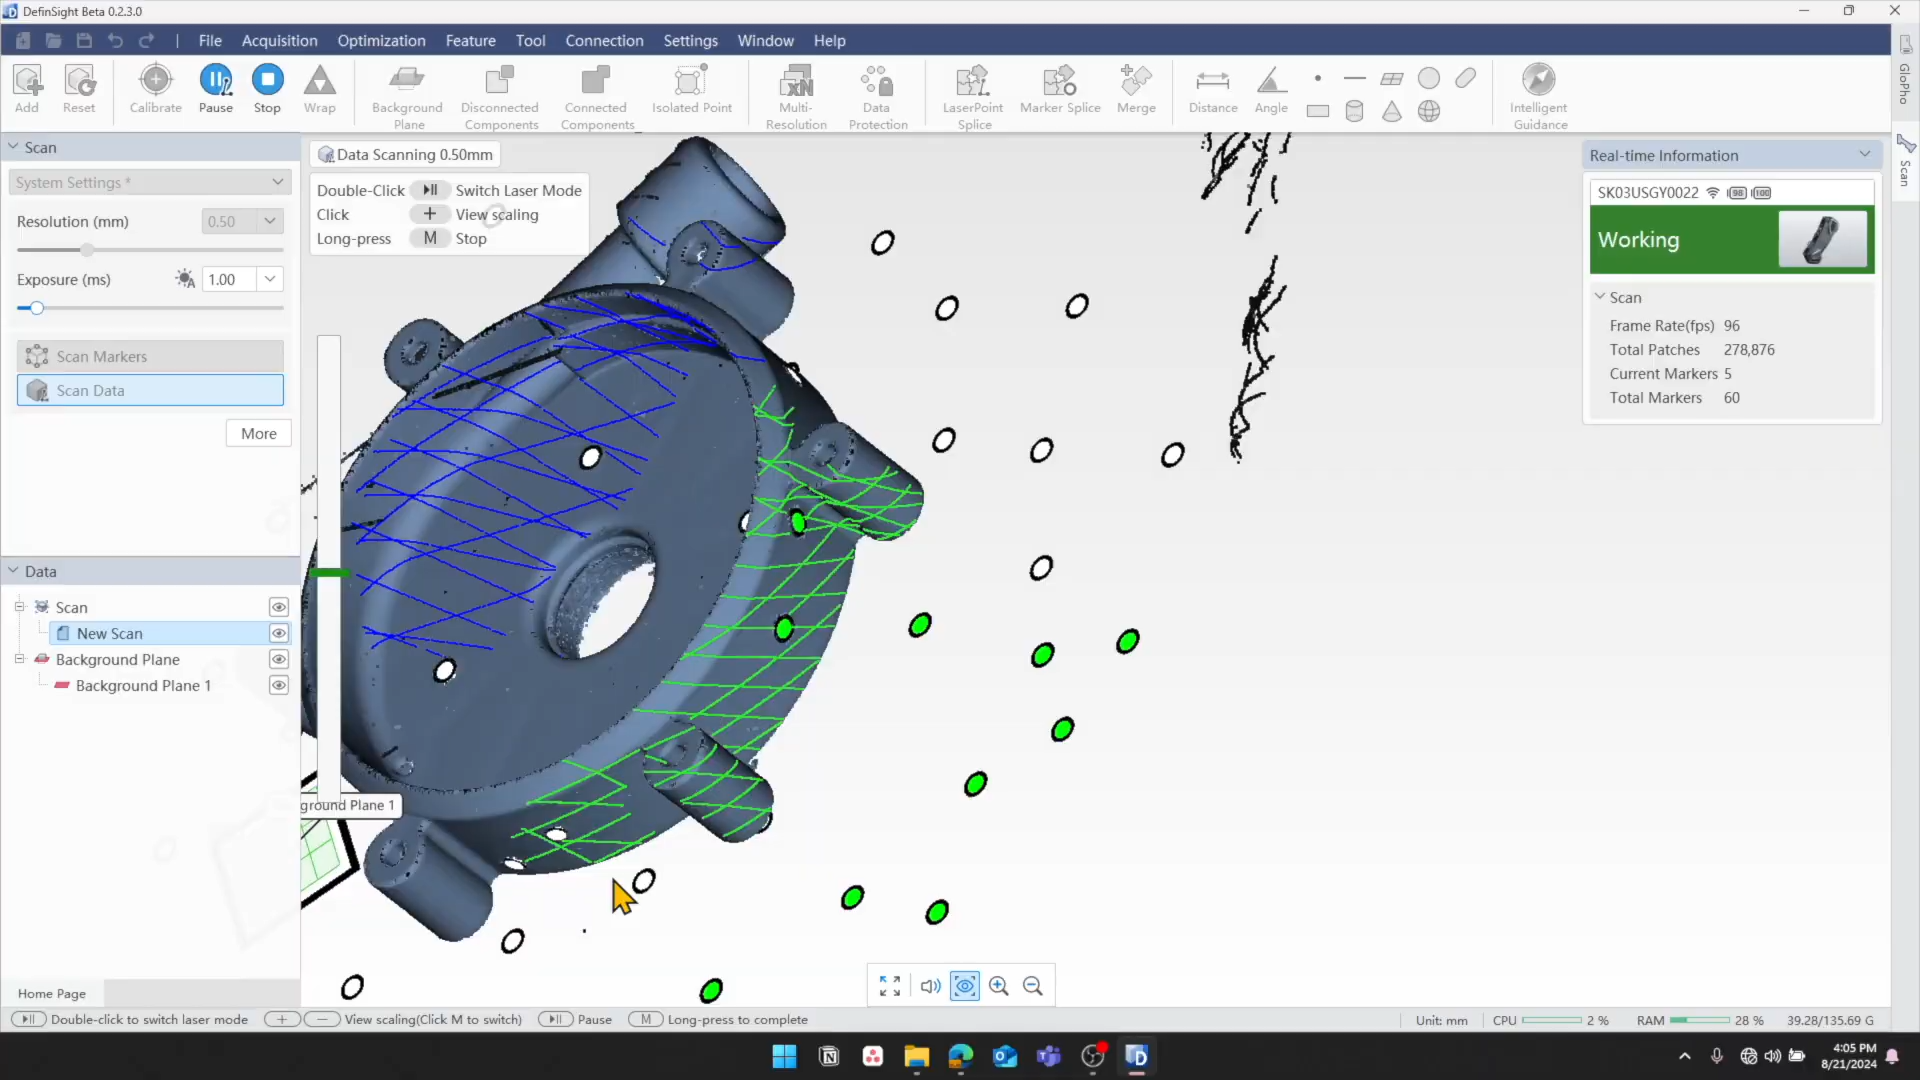 DefinSight Beta 0.2.3.0
File Acquisition Optimization Feature Tool Connection Settings Window Help
Add Reset Calibrate Pause Stop Wrap Background Plane Disconnected Components Connected Components Isolated Point Multi-Resolution Data Protection LaserPoint Splice Marker Splice Merge Distance Angle Intelligent Guidance
GloPho
Scan
Scan
System Settings *
Resolution (mm) 0.50
Exposure (ms) 1.00
Scan Markers
Scan Data
More
Data Scanning 0.50mm
Double-Click Switch Laser Mode
Click + View scaling
Long-press M Stop
Real-time Information
SK03USGY0022 98 100
Working
Scan
Frame Rate(fps) 96
Total Patches 278,876
Current Markers 5
Total Markers 60
Data
Scan
New Scan
Background Plane
Background Plane 1
ground Plane 1
Home Page
Double-click to switch laser mode + − View scaling(Click M to switch) Pause M Long-press to complete
Unit: mm CPU 2 % RAM 28 % 39.28/135.69 G
4:05 PM
8/21/2024